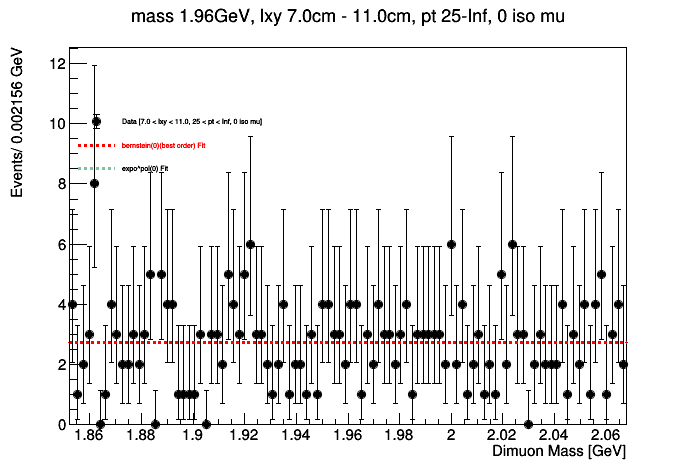 mass 1.96GeV, lxy 7.0cm - 11.0cm, pt 25-Inf, 0 iso mu
Events/ 0.002156 GeV
12
10
8
6
4
2
0
Data [7.0 < lxy < 11.0, 25 < pt < Inf, 0 iso mu]
bernstein(0)(best order) Fit
expo*pol(0) Fit
1.86 1.88 1.9 1.92 1.94 1.96 1.98 2 2.02 2.04 2.06
Dimuon Mass [GeV]